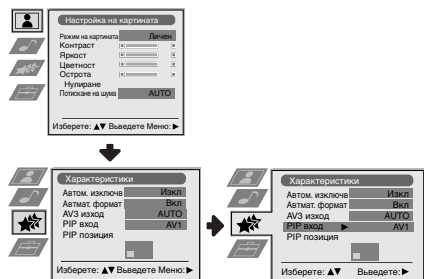 Настройка на картината
Режим на картината Личен
Контраст
Яркост
Цветност
Острота
Нулиране
Потискане на шума AUTO
Изберете: ▲▼ Въведете Меню: ▶
Характеристики
Автом. изключв Изкл
Автмат. формат Вкл
AV3 изход AUTO
PIP вход AV1
PIP позиция
Изберете: ▲▼ Въведете Меню: ▶
Характеристики
Автом. изключв Изкл
Автмат. формат Вкл
AV3 изход AUTO
PIP вход ▶ AV1
PIP позиция
Изберете: ▲▼ Въведете: ▶